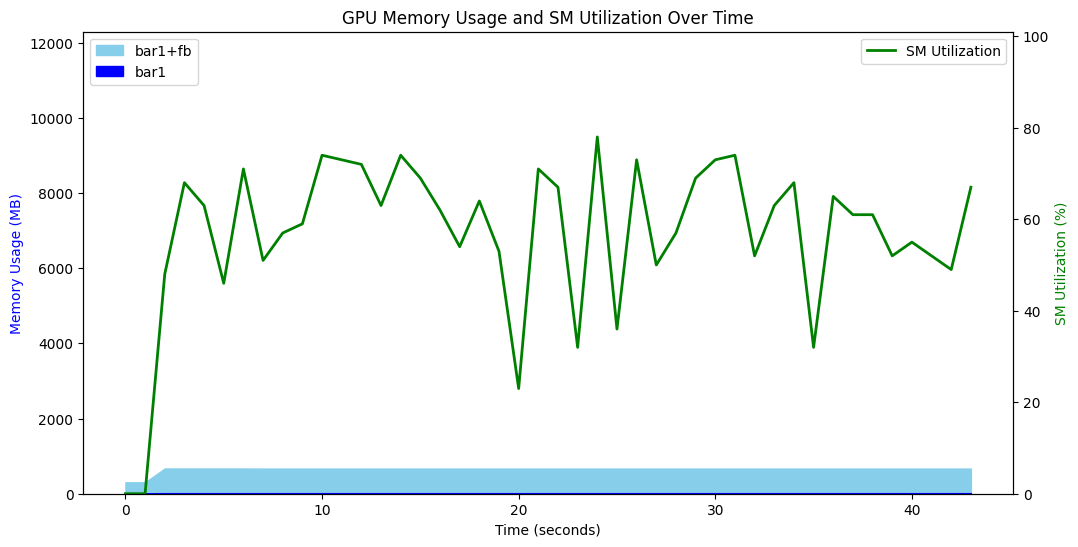 GPU Memory Usage and SM Utilization Over Time
bar1+fb
bar1
SM Utilization
Memory Usage (MB)
12000
10000
8000
6000
4000
2000
0
100
80
60
40
20
0
SM Utilization (%)
0 10 20 30 40
Time (seconds)